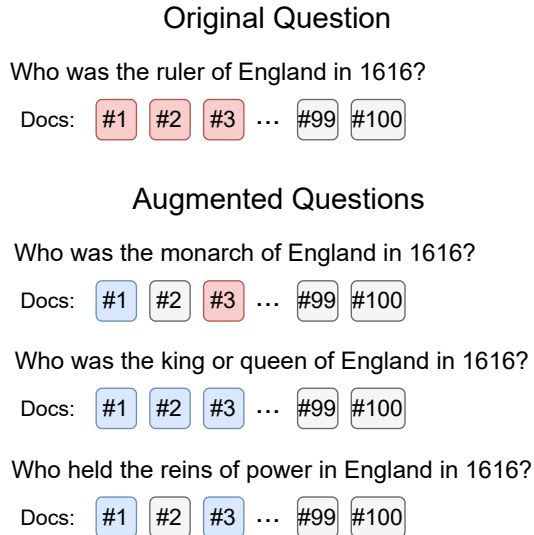 Original Question
Who was the ruler of England in 1616?
Docs: #1 #2 #3 ... #99 #100
Augmented Questions
Who was the monarch of England in 1616?
Docs: #1 #2 #3 ... #99 #100
Who was the king or queen of England in 1616?
Docs: #1 #2 #3 ... #99 #100
Who held the reins of power in England in 1616?
Docs: #1 #2 #3 ... #99 #100